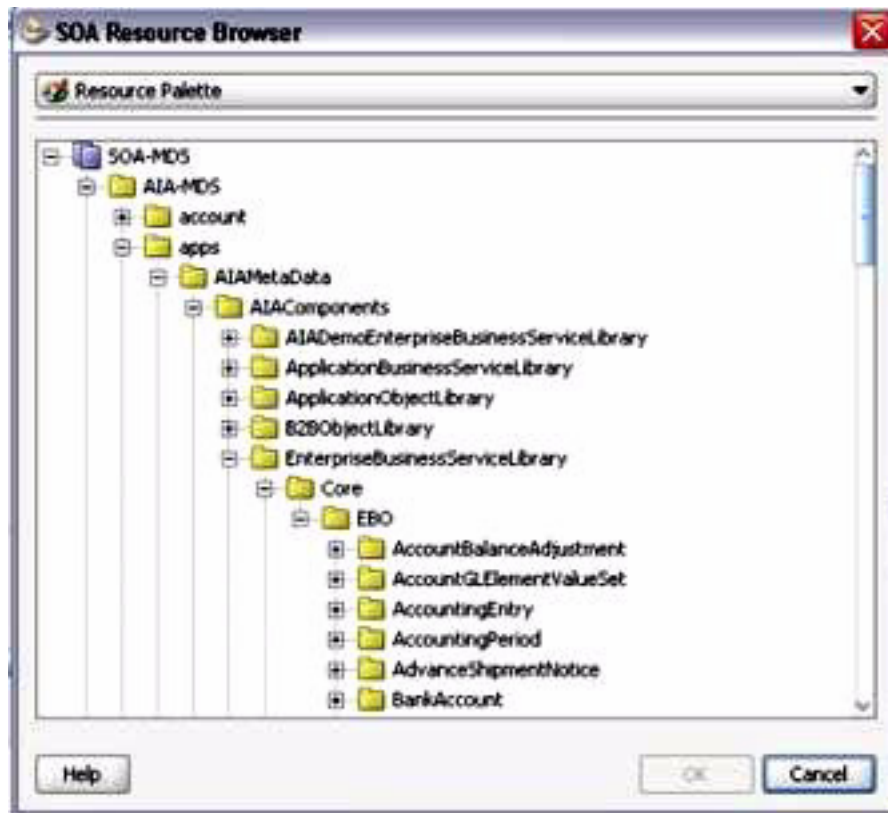 SOA Resource Browser
Resource Palette
SOA-MDS
AIA-MDS
account
apps
AIAMetaData
AIAComponents
AIADemoEnterpriseBusinessServiceLibrary
ApplicationBusinessServiceLibrary
ApplicationObjectLibrary
B2BObjectLibrary
EnterpriseBusinessServiceLibrary
Core
EBO
AccountBalanceAdjustment
AccountGLElementValueSet
AccountingEntry
AccountingPeriod
AdvanceShipmentNotice
BankAccount
Help
OK
Cancel